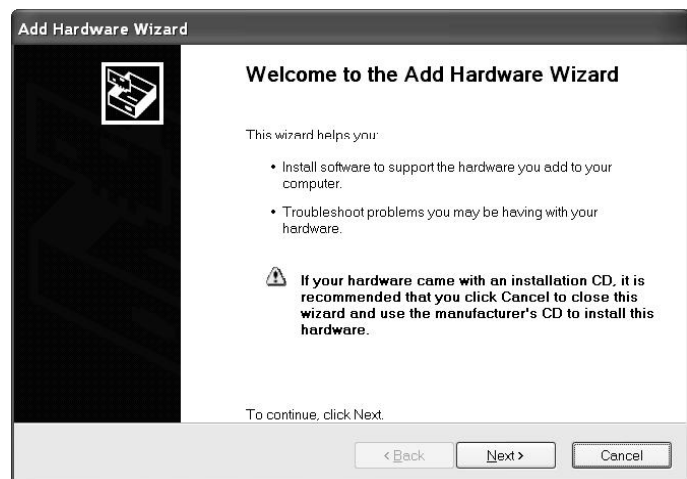 Add Hardware Wizard
Welcome to the Add Hardware Wizard
This wizard helps you:
• Install software to support the hardware you add to your
computer.
• Troubleshoot problems you may be having with your
hardware.
If your hardware came with an installation CD, it is
recommended that you click Cancel to close this
wizard and use the manufacturer's CD to install this
hardware.
To continue, click Next.
< Back Next > Cancel